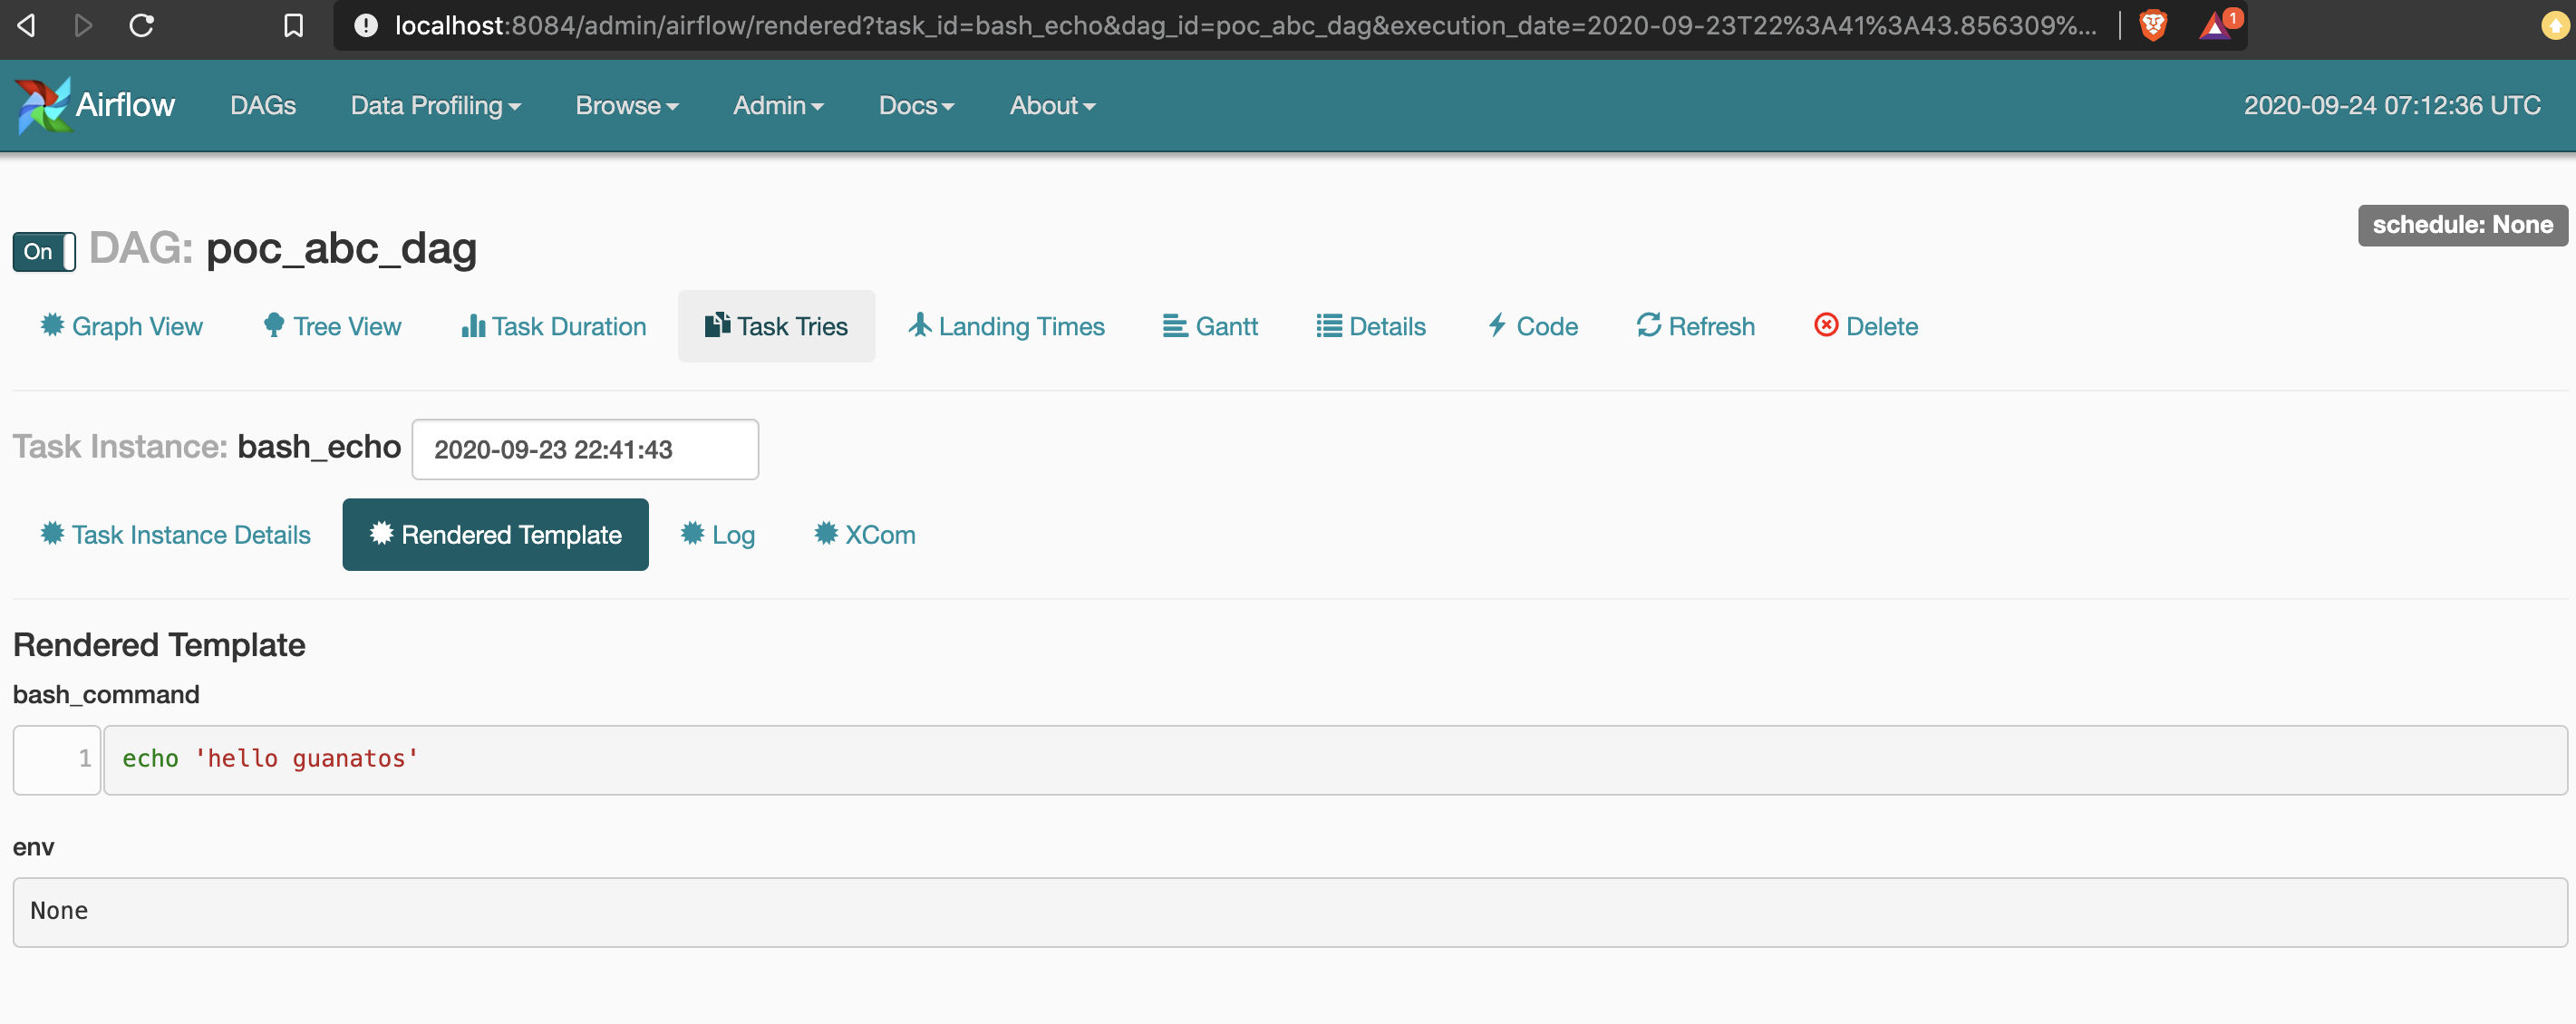 localhost:8084/admin/airflow/rendered?task_id=bash_echo&dag_id=poc_abc_dag&execution_date=2020-09-23T22%3A41%3A43.856309%... 1
Airflow DAGs Data Profiling Browse Admin Docs About 2020-09-24 07:12:36 UTC
schedule: None
On DAG: poc_abc_dag
Graph View Tree View Task Duration Task Tries Landing Times Gantt Details Code Refresh Delete
Task Instance: bash_echo 2020-09-23 22:41:43
Task Instance Details Rendered Template Log XCom
Rendered Template
bash_command
1 echo 'hello guanatos'
env
None